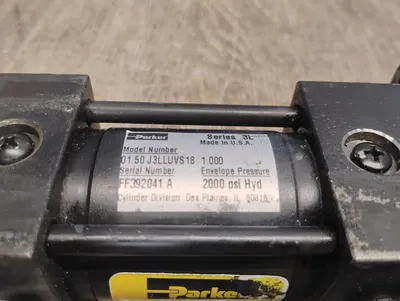 Parker Series 3L
Made in U.S.A.
Model Number
01.50 J3LLUVS18 1.000
Serial Number Envelope Pressure
FF392041 A 2000 psi Hyd
Cylinder Division Des Plaines, IL 60016
Parker